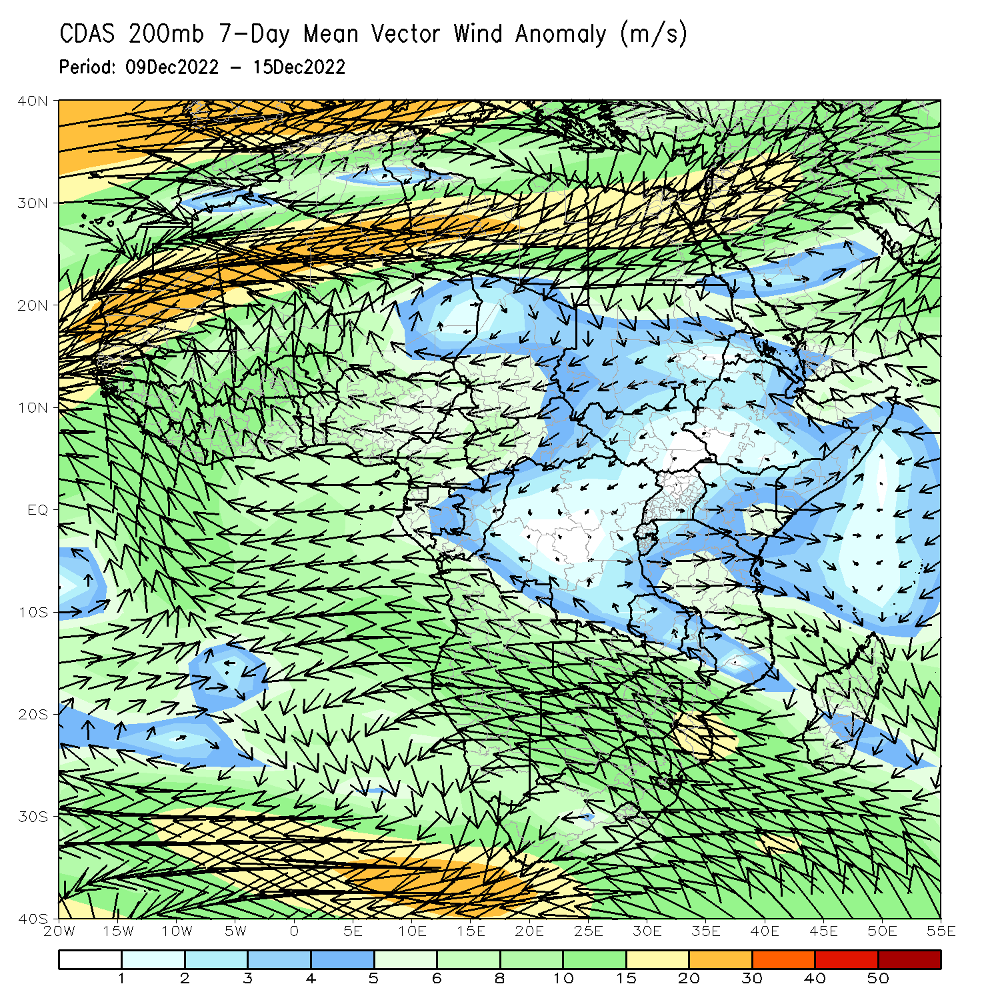 CDAS 200mb 7-Day Mean Vector Wind Anomaly (m/s)
Period: 09Dec2022 - 15Dec2022
40N
30N
20N
10N
EQ
10S
20S
30S
40S
20W 15W 10W 5W 0 5E 10E 15E 20E 25E 30E 35E 40E 45E 50E 55E
1 2 3 4 5 6 8 10 15 20 30 40 50